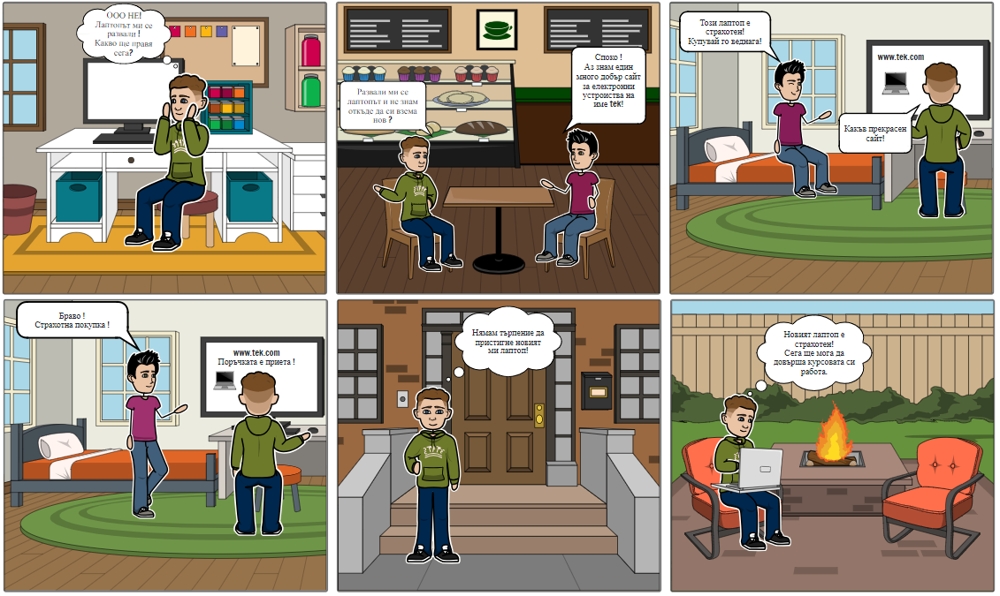 ООО НЕ!
Лаптопът ми се
развали !
Какво ще правя
сега?
Развали ми се
лаптопът и не знам
откъде да си взема
нов ?
Споко !
Аз знам един
много добър сайт
за електронни
устройства на
име tek!
Този лаптоп е
страхотен!
Купувай го веднага!
www.tek.com
Какъв прекрасен
сайт!
Браво !
Страхотна покупка !
www.tek.com
Поръчката е приета !
Нямам търпение да
пристигне новият
ми лаптоп!
Новият лаптоп е
страхотен!
Сега ще мога да
довърша курсовата си
работа.